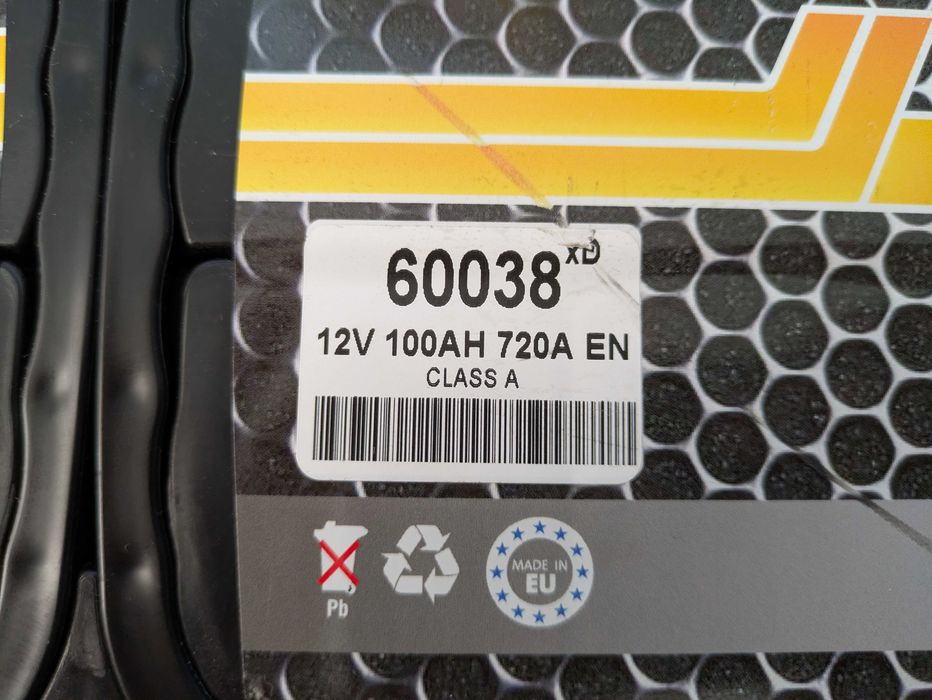 60038 XD
12V 100AH 720A EN
CLASS A
Pb
MADE IN
EU